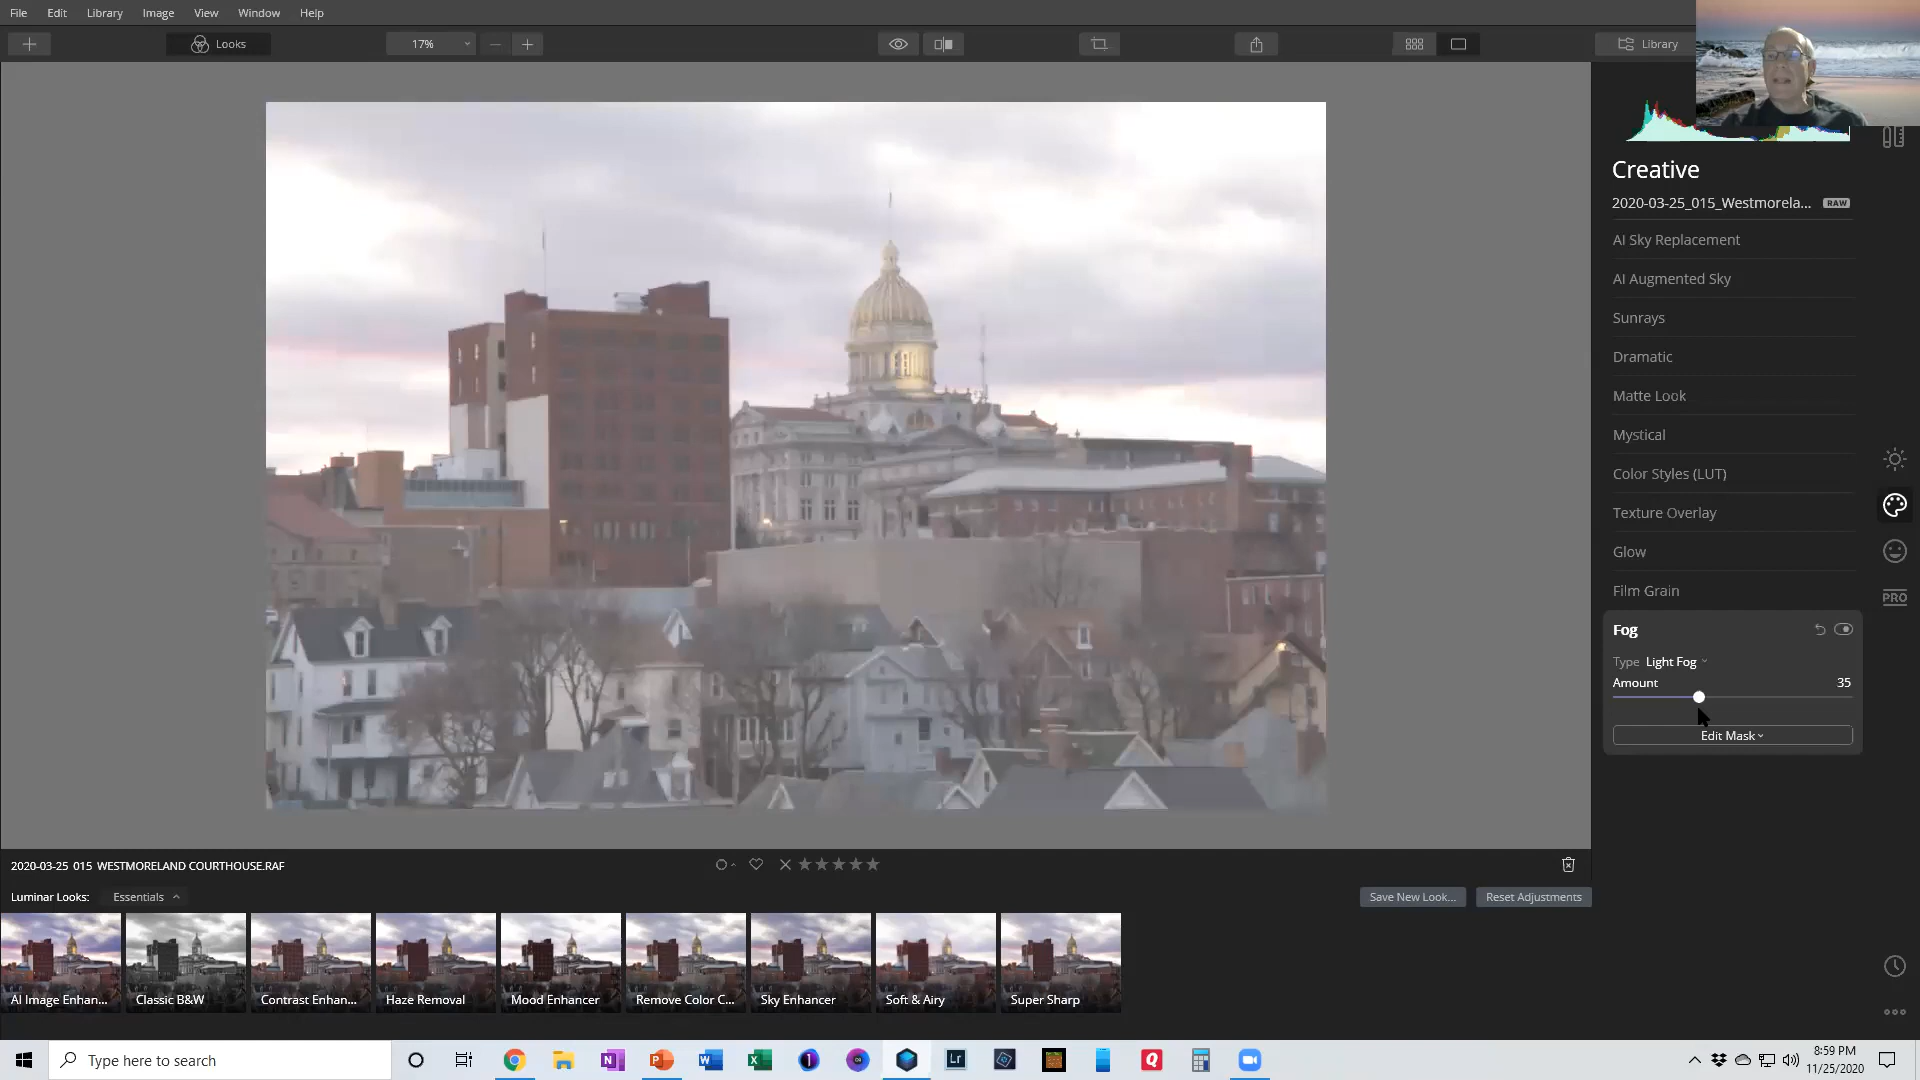 File Edit Library Image View Window Help
Looks
17%
Library
Creative
2020-03-25_015_Westmorela... RAW
AI Sky Replacement
AI Augmented Sky
Sunrays
Dramatic
Matte Look
Mystical
Color Styles (LUT)
Texture Overlay
Glow
Film Grain
PRO
Fog
Type Light Fog
Amount 35
Edit Mask
2020-03-25 015 WESTMORELAND COURTHOUSE.RAF
Luminar Looks: Essentials
Save New Look... Reset Adjustments
AI Image Enhan... Classic B&W Contrast Enhan... Haze Removal Mood Enhancer Remove Color C... Sky Enhancer Soft & Airy Super Sharp
Type here to search
N P W X 1 Lr Q
8:59 PM
11/25/2020